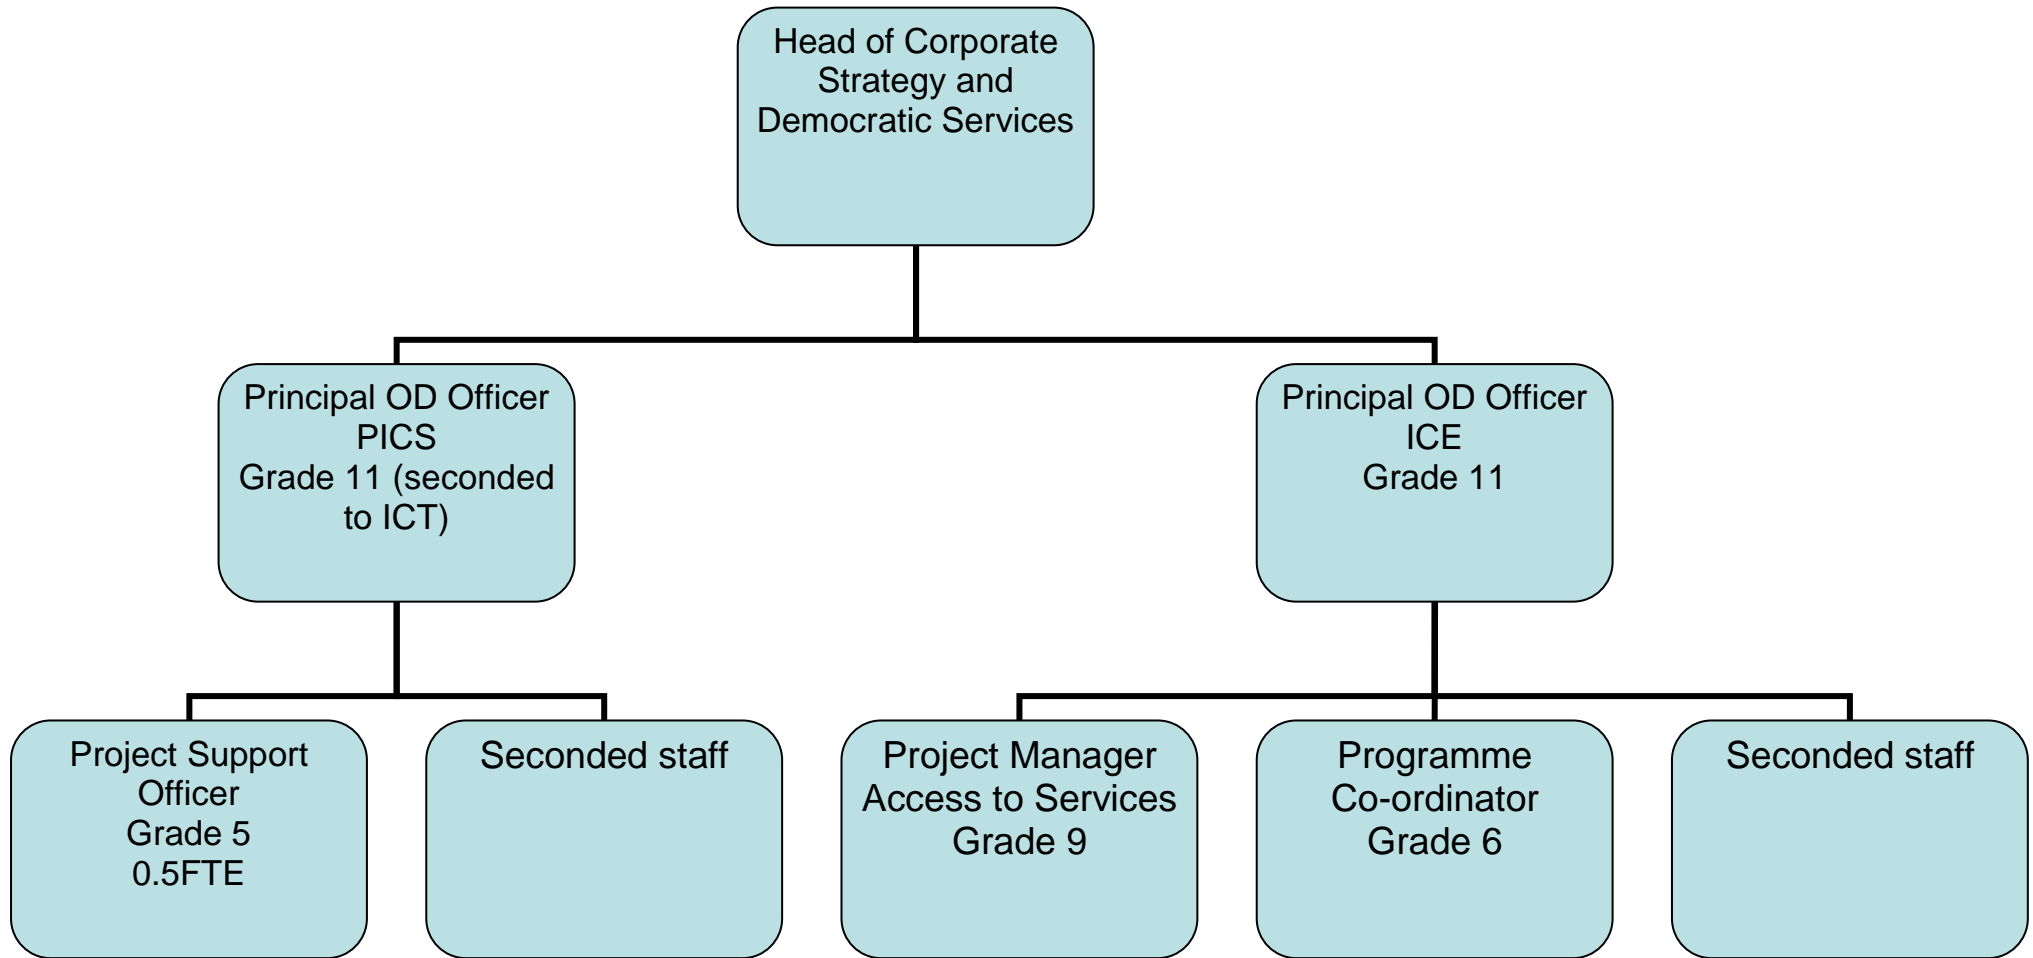 Head of Corporate
Strategy and
Democratic Services
Principal OD Officer
PICS
Grade 11 (seconded
to ICT)
Principal OD Officer
ICE
Grade 11
Project Support
Officer
Grade 5
0.5FTE
Seconded staff
Project Manager
Access to Services
Grade 9
Programme
Co-ordinator
Grade 6
Seconded staff